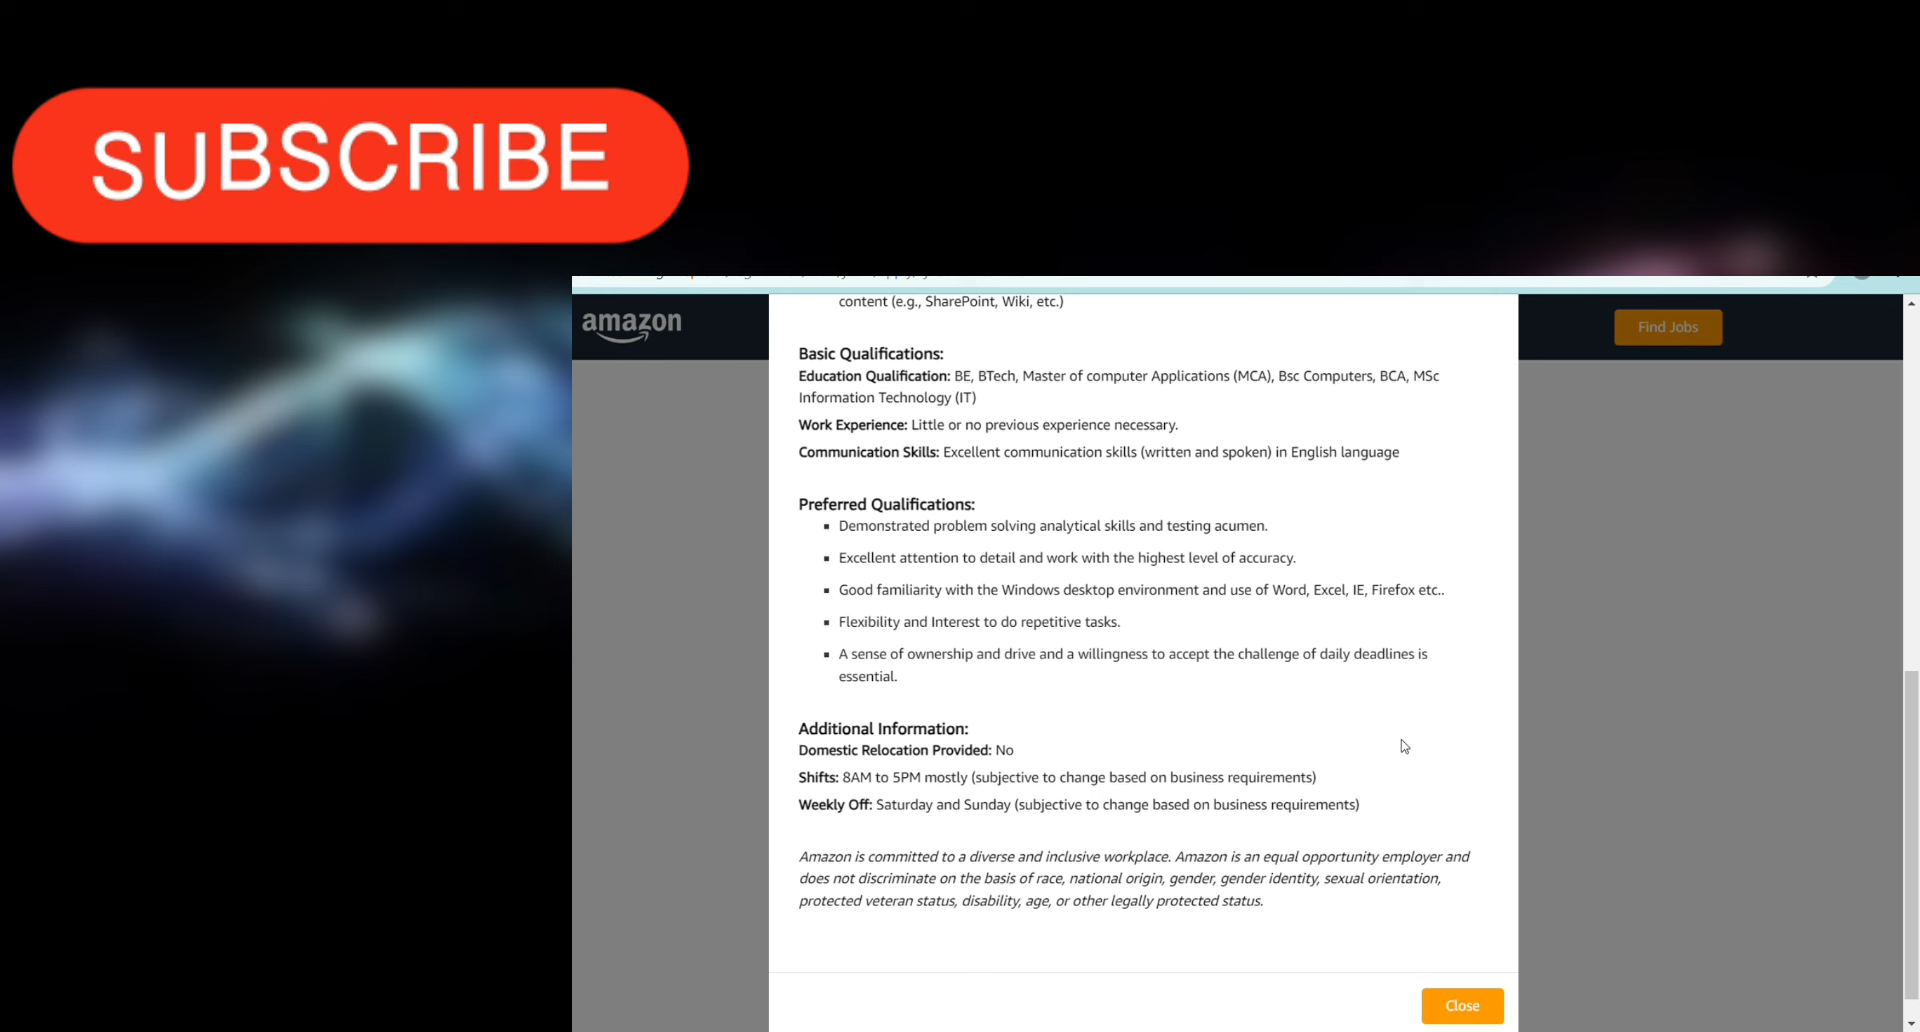 SUBSCRIBE
content (e.g., SharePoint, Wiki, etc.)
amazon
Find Jobs
Basic Qualifications:
Education Qualification: BE, BTech, Master of computer Applications (MCA), Bsc Computers, BCA, MSc
Information Technology (IT)
Work Experience: Little or no previous experience necessary.
Communication Skills: Excellent communication skills (written and spoken) in English language
Preferred Qualifications:
▪ Demonstrated problem solving analytical skills and testing acumen.
▪ Excellent attention to detail and work with the highest level of accuracy.
▪ Good familiarity with the Windows desktop environment and use of Word, Excel, IE, Firefox etc..
▪ Flexibility and Interest to do repetitive tasks.
▪ A sense of ownership and drive and a willingness to accept the challenge of daily deadlines is
essential.
Additional Information:
Domestic Relocation Provided: No
Shifts: 8AM to 5PM mostly (subjective to change based on business requirements)
Weekly Off: Saturday and Sunday (subjective to change based on business requirements)
Amazon is committed to a diverse and inclusive workplace. Amazon is an equal opportunity employer and
does not discriminate on the basis of race, national origin, gender, gender identity, sexual orientation,
protected veteran status, disability, age, or other legally protected status.
Close